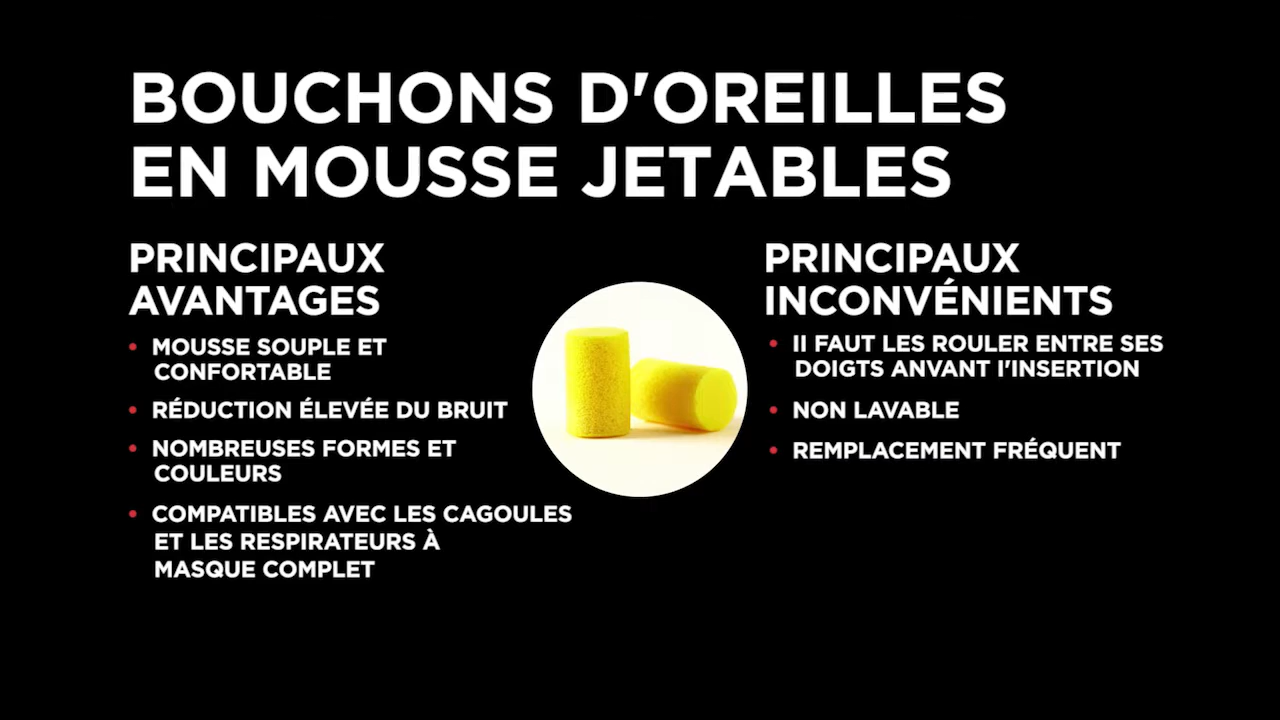 BOUCHONS D'OREILLES
EN MOUSSE JETABLES
PRINCIPAUX
AVANTAGES
• MOUSSE SOUPLE ET
CONFORTABLE
• RÉDUCTION ÉLEVÉE DU BRUIT
• NOMBREUSES FORMES ET
COULEURS
• COMPATIBLES AVEC LES CAGOULES
ET LES RESPIRATEURS À
MASQUE COMPLET
PRINCIPAUX
INCONVÉNIENTS
• II FAUT LES ROULER ENTRE SES
DOIGTS ANVANT I'INSERTION
• NON LAVABLE
• REMPLACEMENT FRÉQUENT